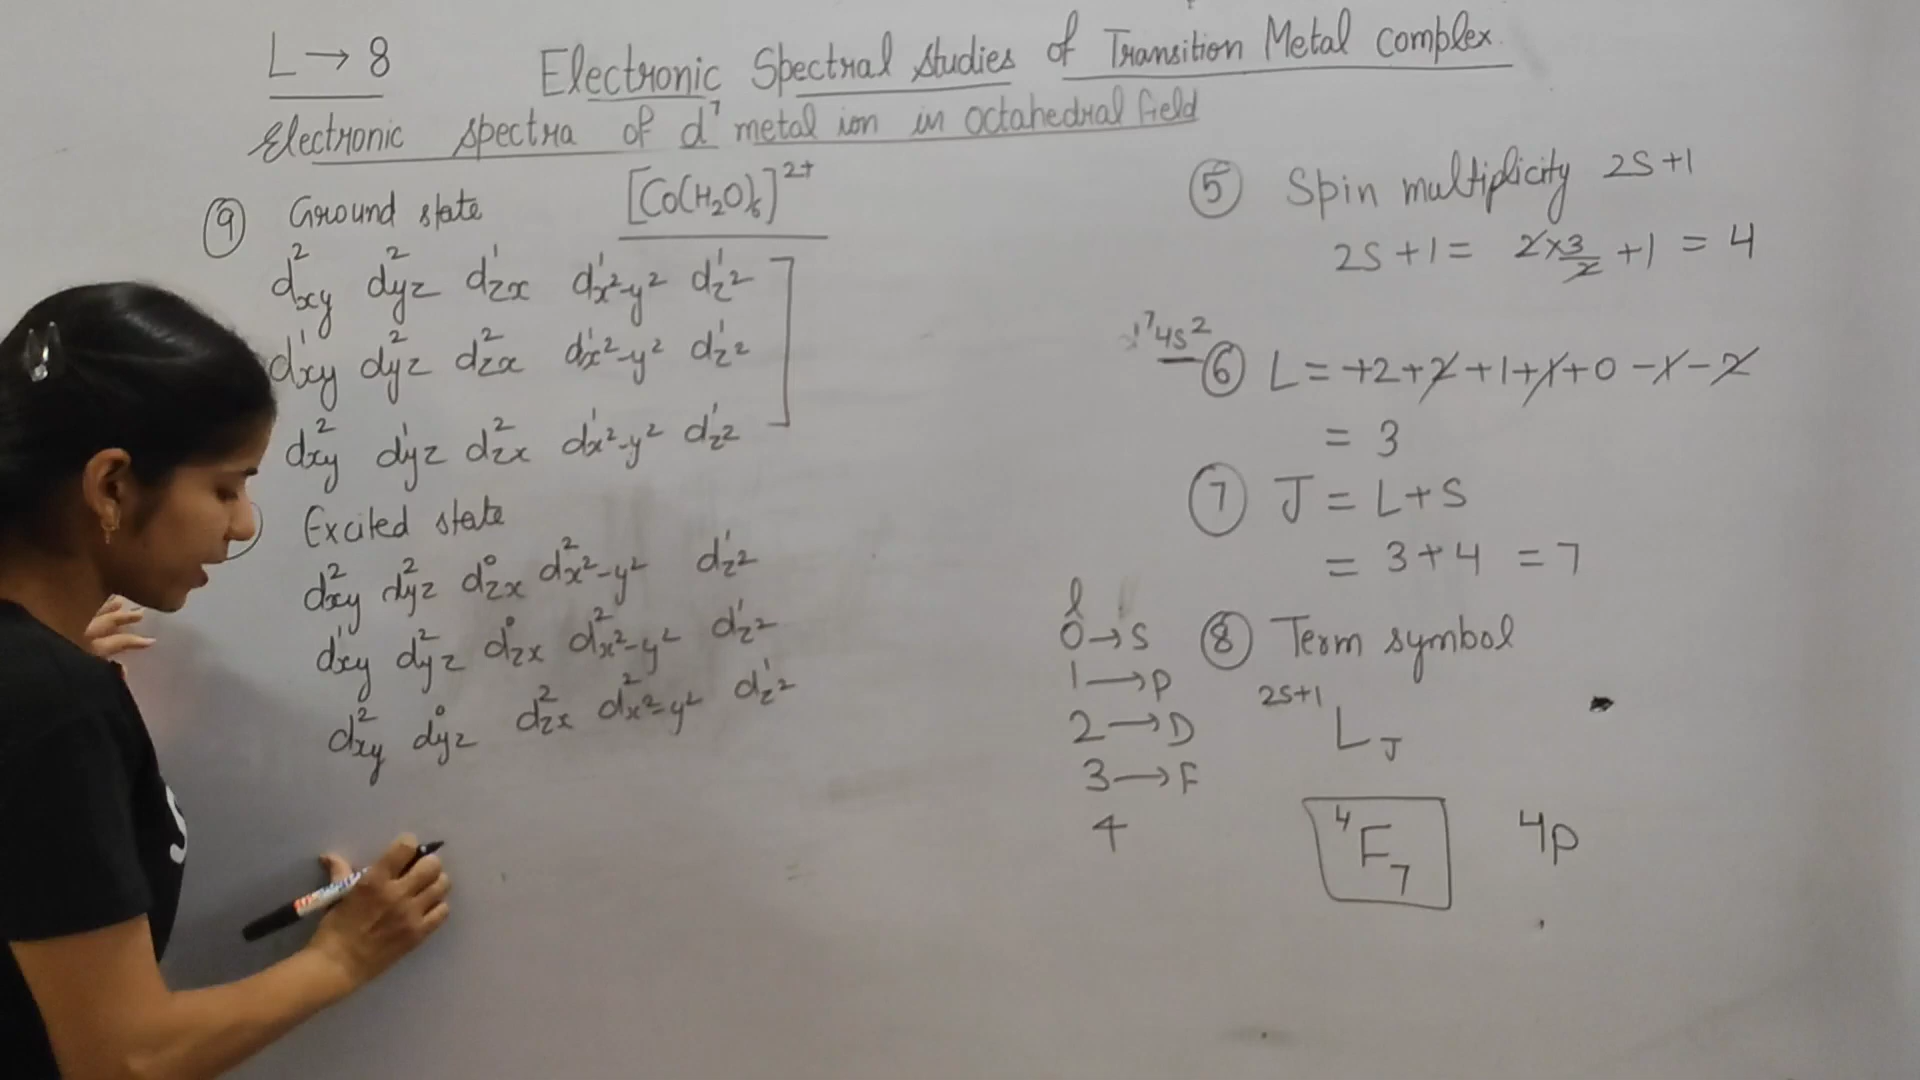 L → 8
Electronic Spectral studies of Transition Metal complex.
Electronic spectra of d⁷ metal ion in octahedral field
⑨ Ground state [Co(H₂O)₆]²⁺
d²xy d²yz d¹zx d¹x²-y² d¹z²
d¹xy d²yz d²zx d¹x²-y² d¹z²
d²xy d¹yz d²zx d¹x²-y² d¹z²
Excited state
d²xy d²yz d⁰zx d²x²-y² d¹z²
d¹xy d²yz d⁰zx d²x²-y² d¹z²
d²xy d⁰yz d²zx d²x²-y² d¹z²
⑤ Spin multiplicity 2S+1
2S+1 = 2×3/2 +1 = 4
⁷4s²
⑥ L = +2+2+1+1+0-1-2
= 3
⑦ J = L+S
= 3+4 = 7
l
0→S
1→P
2→D
3→F
4
⑧ Term symbol
2S+1 L J
⁴F₇ 4P